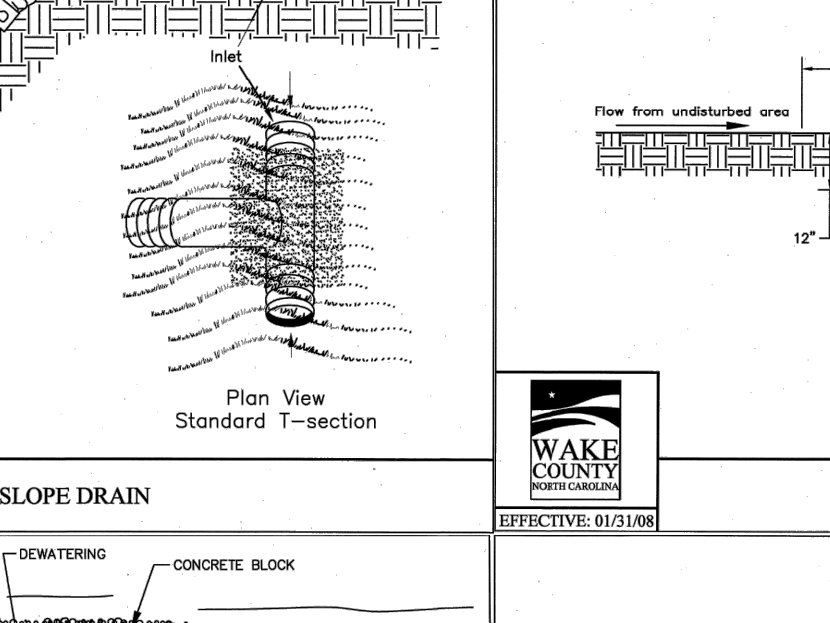 Inlet
Flow from undisturbed area
12"
Plan View
Standard T-section
WAKE
COUNTY
NORTH CAROLINA
SLOPE DRAIN
EFFECTIVE: 01/31/08
DEWATERING
CONCRETE BLOCK